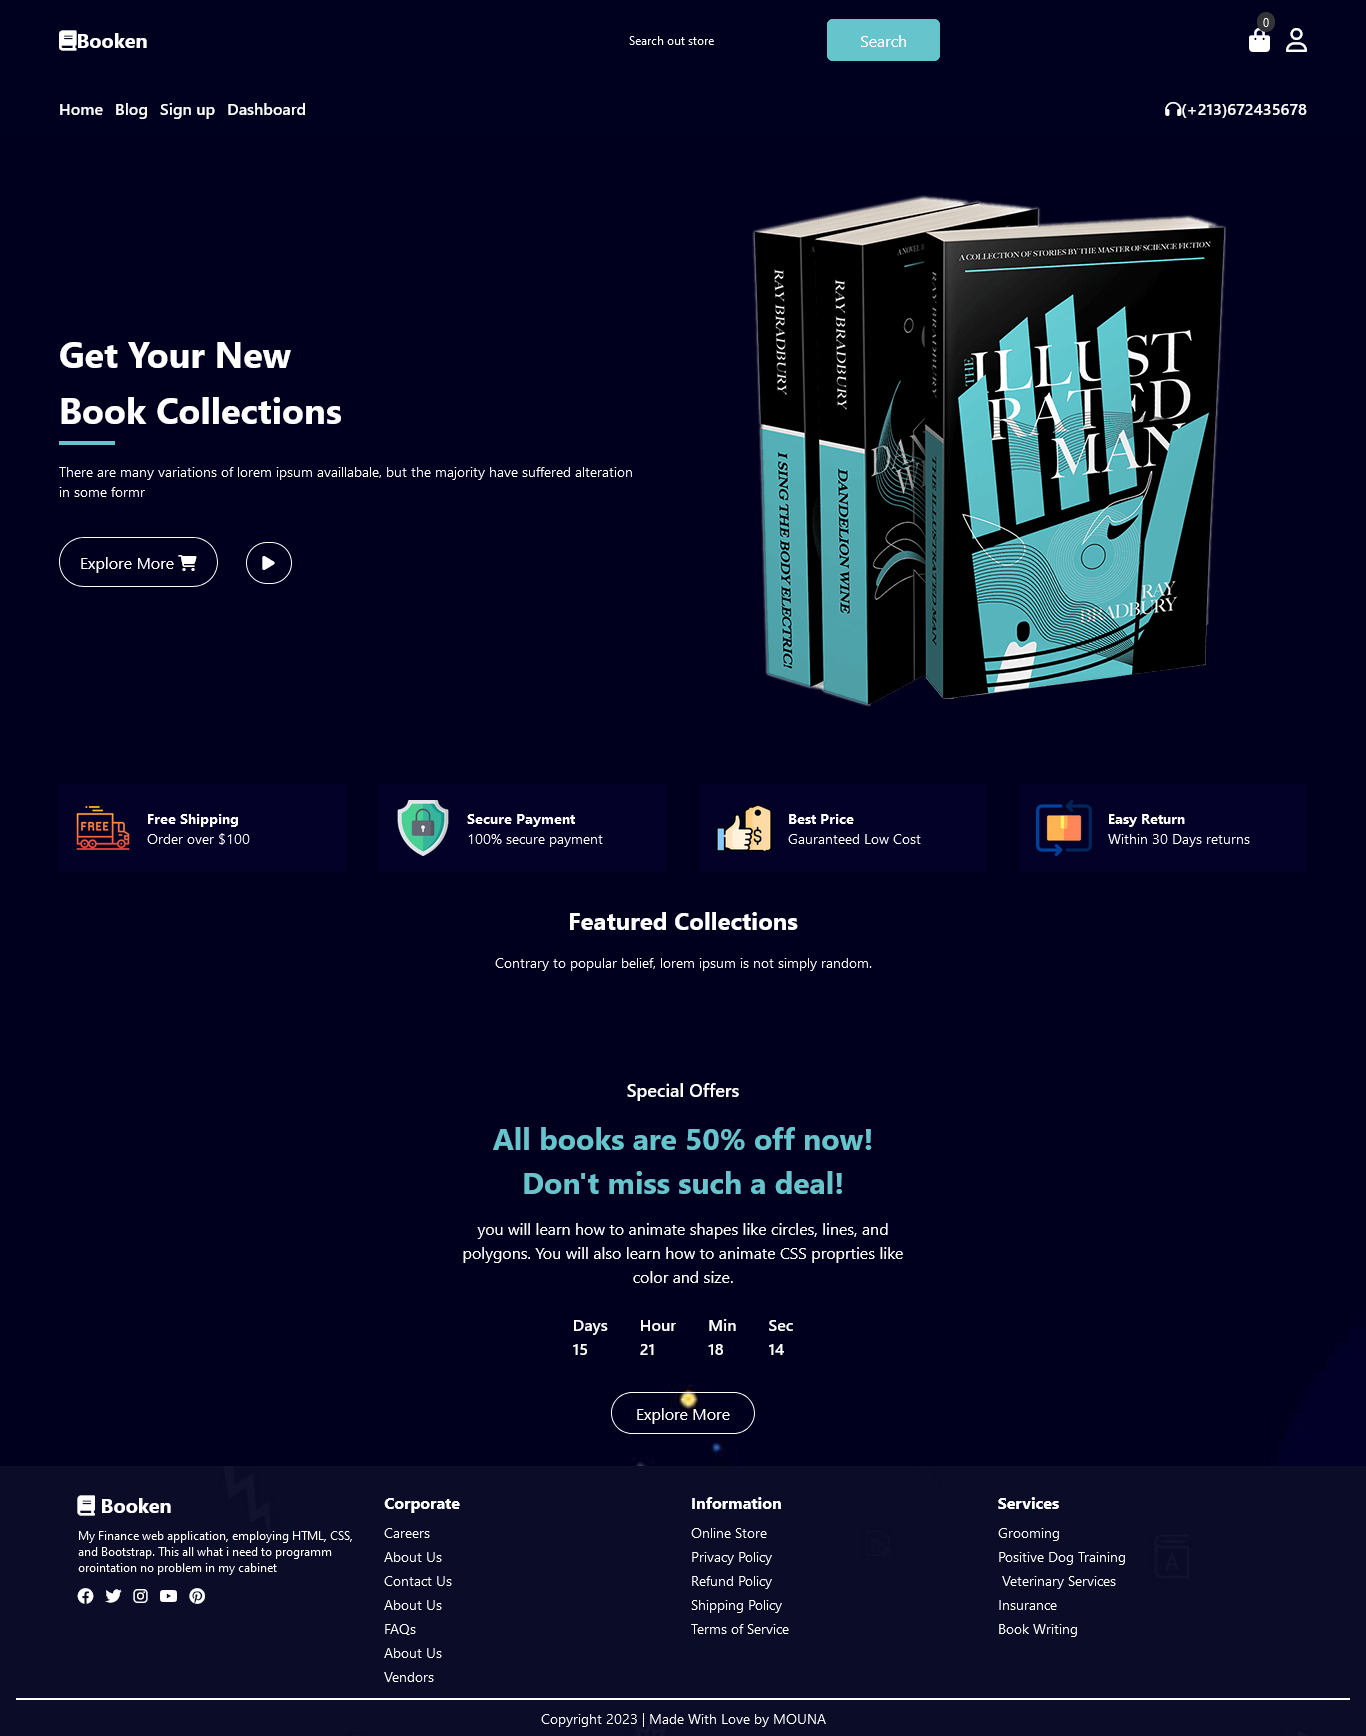 Booken
Search out store
Search
0
Home Blog Sign up Dashboard
(+213)672435678
A COLLECTION OF STORIES BY THE MASTER OF SCIENCE FICTION
RAY BRADBURY
RAY BRADBURY
RAY BRADBURY
THE
ILLUST
RATED
MAN
I SING THE BODY ELECTRIC!
DANDELION WINE
THE ILLUSTRATED MAN
RAY
BRADBURY
Get Your New
Book Collections
There are many variations of lorem ipsum availlabale, but the majority have suffered alteration
in some formr
Explore More
FREE
Free Shipping
Order over $100
Secure Payment
100% secure payment
$
Best Price
Gauranteed Low Cost
Easy Return
Within 30 Days returns
Featured Collections
Contrary to popular belief, lorem ipsum is not simply random.
Special Offers
All books are 50% off now!
Don't miss such a deal!
you will learn how to animate shapes like circles, lines, and
polygons. You will also learn how to animate CSS proprties like
color and size.
Days Hour Min Sec
15 21 18 14
Explore More
Booken
My Finance web application, employing HTML, CSS,
and Bootstrap. This all what i need to programm
orointation no problem in my cabinet
Corporate
Careers
About Us
Contact Us
About Us
FAQs
About Us
Vendors
Information
Online Store
Privacy Policy
Refund Policy
Shipping Policy
Terms of Service
Services
Grooming
Positive Dog Training
Veterinary Services
Insurance
Book Writing
A
Copyright 2023 | Made With Love by MOUNA